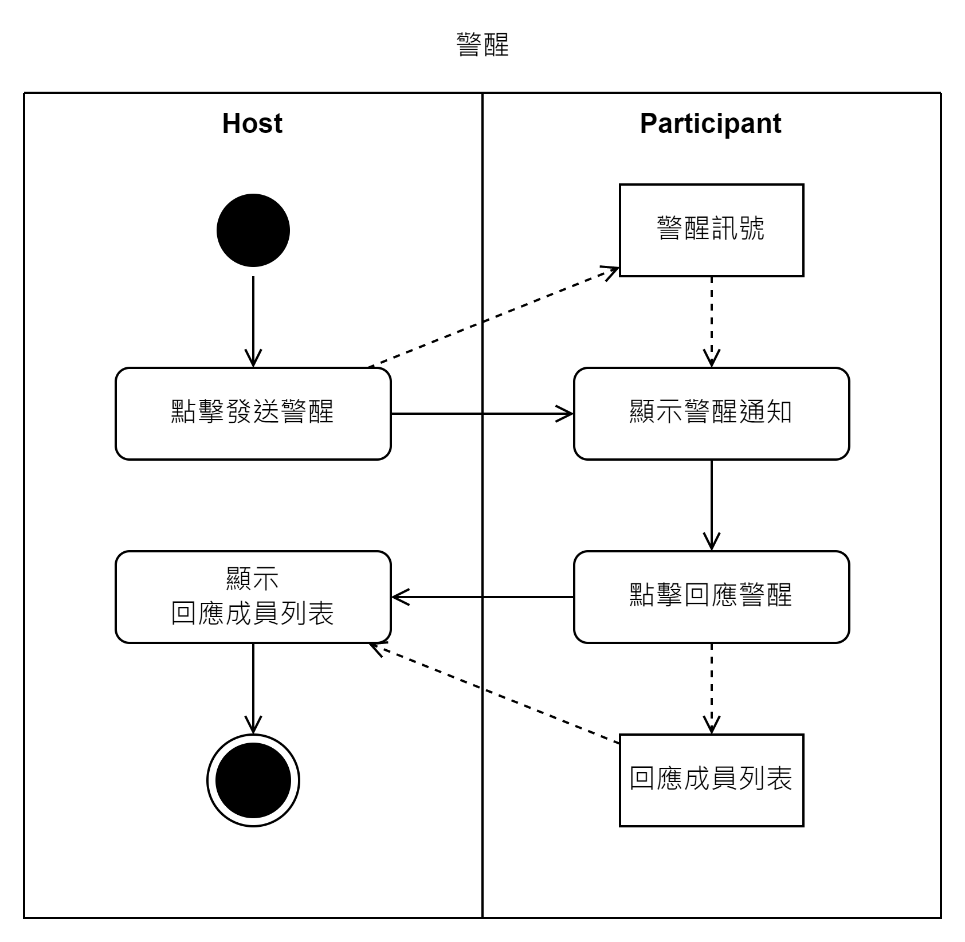 警醒
Host
Participant
警醒訊號
點擊發送警醒
顯示警醒通知
顯示
回應成員列表
點擊回應警醒
回應成員列表